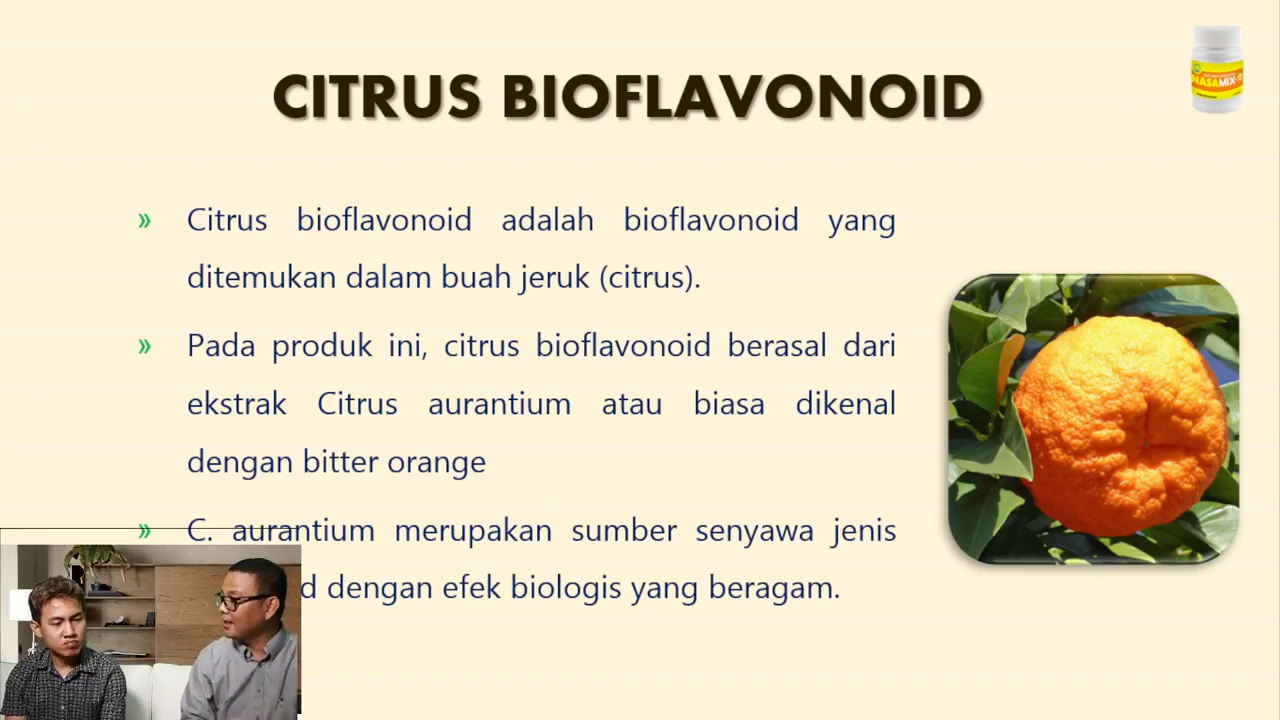 CITRUS BIOFLAVONOID
» Citrus bioflavonoid adalah bioflavonoid yang
ditemukan dalam buah jeruk (citrus).
» Pada produk ini, citrus bioflavonoid berasal dari
ekstrak Citrus aurantium atau biasa dikenal
dengan bitter orange
» C. aurantium merupakan sumber senyawa jenis
dengan efek biologis yang beragam.